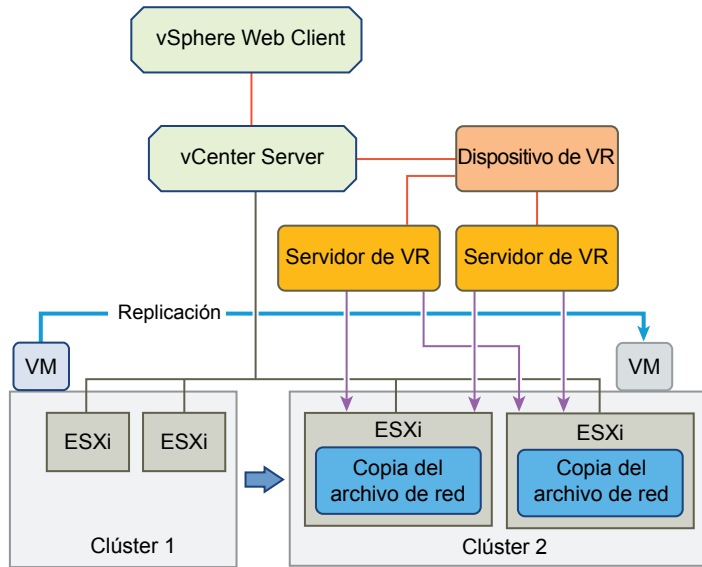 vSphere Web Client
vCenter Server
Dispositivo de VR
Servidor de VR
Servidor de VR
Replicación
VM
VM
ESXi
ESXi
ESXi
ESXi
Copia del
archivo de red
Copia del
archivo de red
Clúster 1
Clúster 2